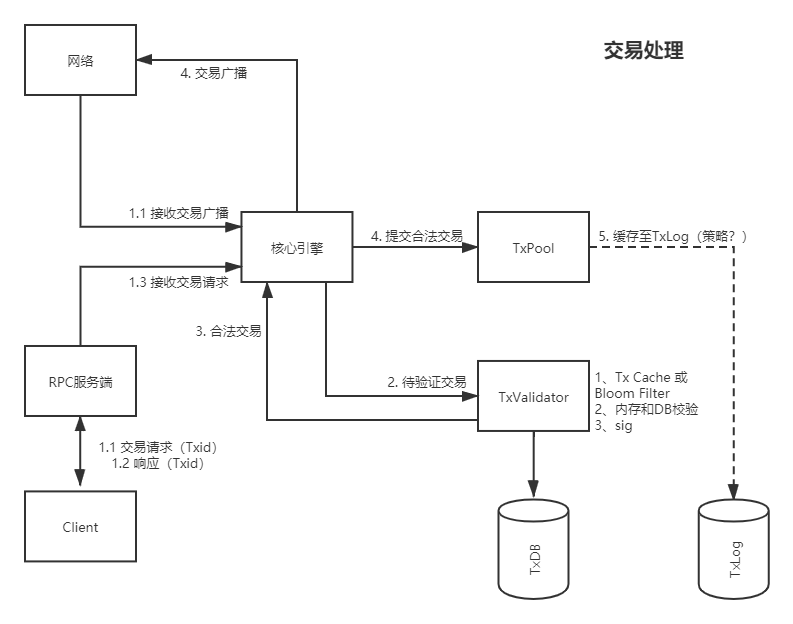 交易处理
网络
4. 交易广播
1.1 接收交易广播
核心引擎
4. 提交合法交易
TxPool
5. 缓存至TxLog（策略？）
1.3 接收交易请求
3. 合法交易
RPC服务端
2. 待验证交易
TxValidator
1、Tx Cache 或
Bloom Filter
2、内存和DB校验
3、sig
1.1 交易请求（Txid）
1.2 响应（Txid）
Client
TxDB
TxLog